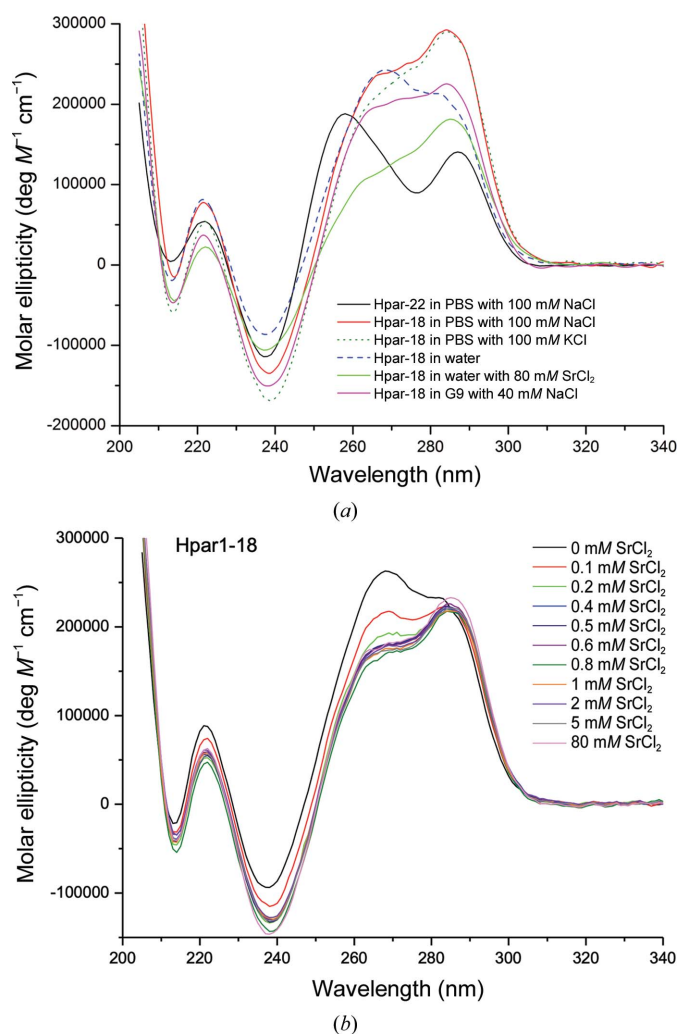 (a)
Molar ellipticity (deg M⁻¹ cm⁻¹)
300000
200000
100000
0
-100000
-200000
Hpar-22 in PBS with 100 mM NaCl
Hpar-18 in PBS with 100 mM NaCl
Hpar-18 in PBS with 100 mM KCl
Hpar-18 in water
Hpar-18 in water with 80 mM SrCl₂
Hpar-18 in G9 with 40 mM NaCl
200 220 240 260 280 300 320 340
Wavelength (nm)
(b)
Hpar1-18
Molar ellipticity (deg M⁻¹ cm⁻¹)
300000
200000
100000
0
-100000
0 mM SrCl₂
0.1 mM SrCl₂
0.2 mM SrCl₂
0.4 mM SrCl₂
0.5 mM SrCl₂
0.6 mM SrCl₂
0.8 mM SrCl₂
1 mM SrCl₂
2 mM SrCl₂
5 mM SrCl₂
80 mM SrCl₂
200 220 240 260 280 300 320 340
Wavelength (nm)